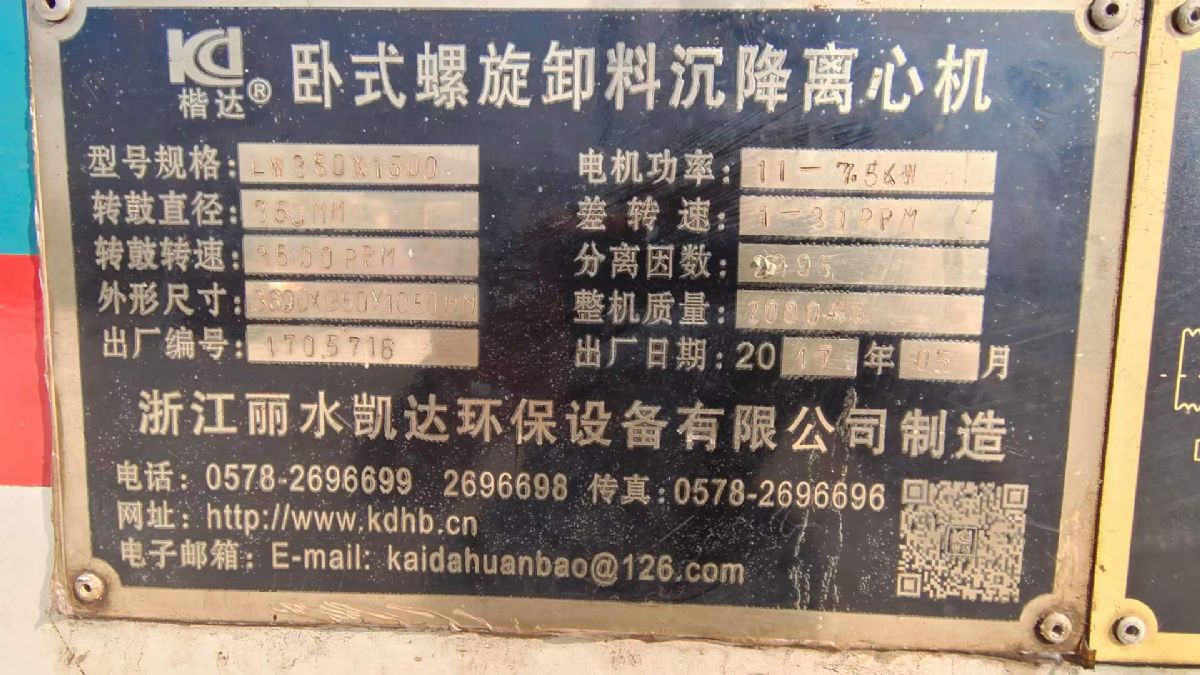 Kd 楷达® 卧式螺旋卸料沉降离心机
型号规格: LW350X1500 电机功率: 11-7.5KW
转鼓直径: 350MM 差转速: 1-30RPM
转鼓转速: 3500RPM 分离因数: 2395
外形尺寸: 3600X950X1050MM 整机质量: 2080KG
出厂编号: 1705718 出厂日期: 2017年05月
浙江丽水凯达环保设备有限公司制造
电话: 0578-2696699 2696698 传真: 0578-2696696
网址: http://www.kdhb.cn
电子邮箱: E-mail: kaidahuanbao@126.com